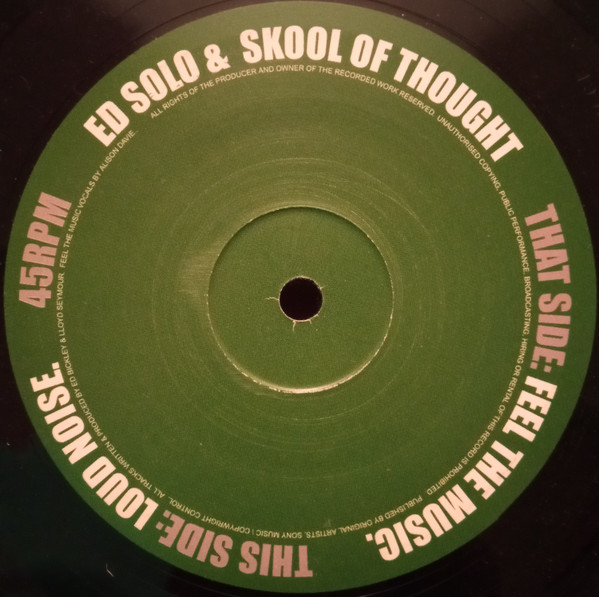 ED SOLO & SKOOL OF THOUGHT
THAT SIDE: FEEL THE MUSIC.
THIS SIDE: LOUD NOISE.
45RPM
ALL RIGHTS OF THE PRODUCER AND OWNER OF THE RECORDED WORK RESERVED. UNAUTHORISED COPYING, PUBLIC PERFORMANCE, BROADCASTING, HIRING OR RENTAL OF THIS RECORD IS PROHIBITED. PUBLISHED BY ORIGINAL ARTISTS, SONY MUSIC \ COPYWRIGHT CONTROL. ALL TRACKS WRITTEN & PRODUCED BY ED BICKLEY & LLOYD SEYMOUR. FEEL THE MUSIC VOCALS BY ALISON DAVIE.